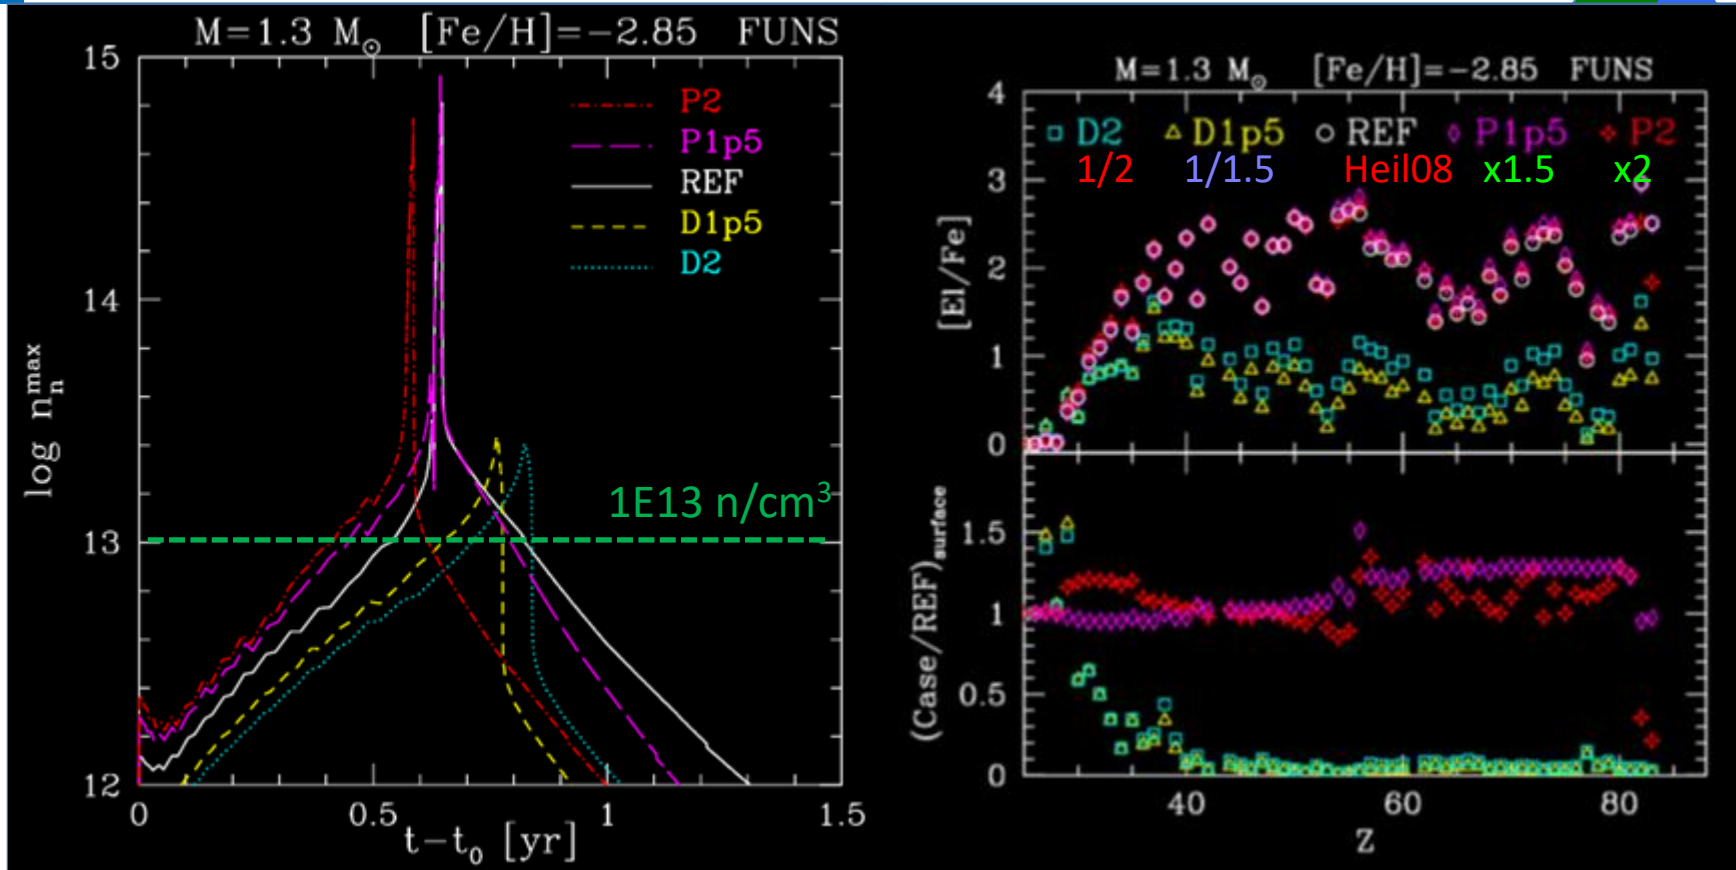 M=1.3 M⊙ [Fe/H]=−2.85 FUNS
15
14
13
12
log n_n^max
P2
P1p5
REF
D1p5
D2
1E13 n/cm³
0
0.5
1
1.5
t−t₀ [yr]
M=1.3 M⊙ [Fe/H]=−2.85 FUNS
4
3
2
1
0
[El/Fe]
D2 D1p5 REF P1p5 P2
1/2 1/1.5 Heil08 x1.5 x2
1.5
1
0.5
0
(Case/REF)surface
40
60
80
Z